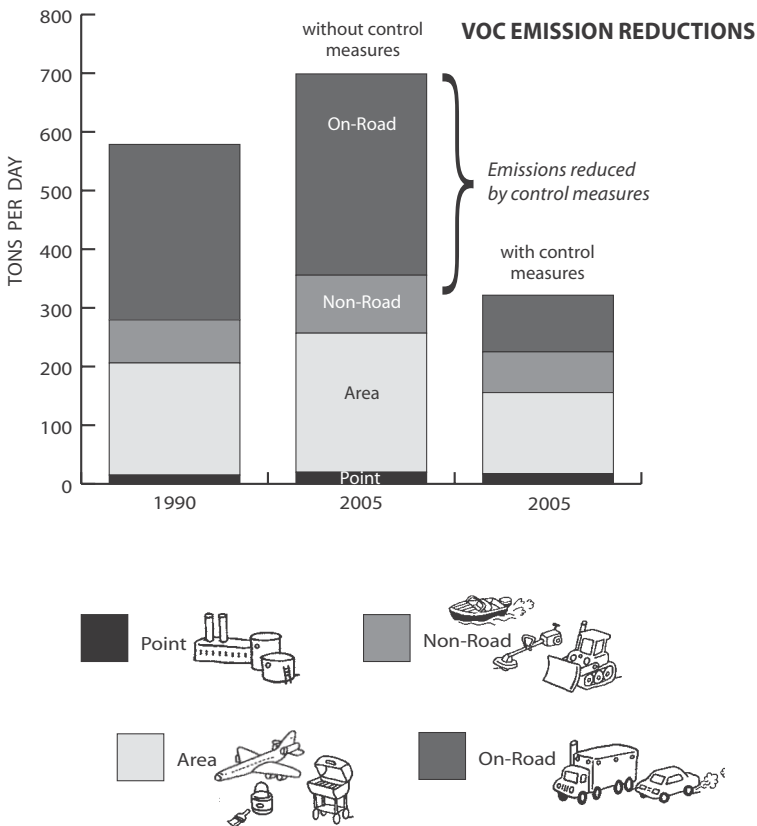 VOC EMISSION REDUCTIONS
800
700
600
500
400
300
200
100
0
TONS PER DAY
without control
measures
On-Road
Non-Road
Area
Point
Emissions reduced
by control measures
with control
measures
1990
2005
2005
Point
Non-Road
Area
On-Road